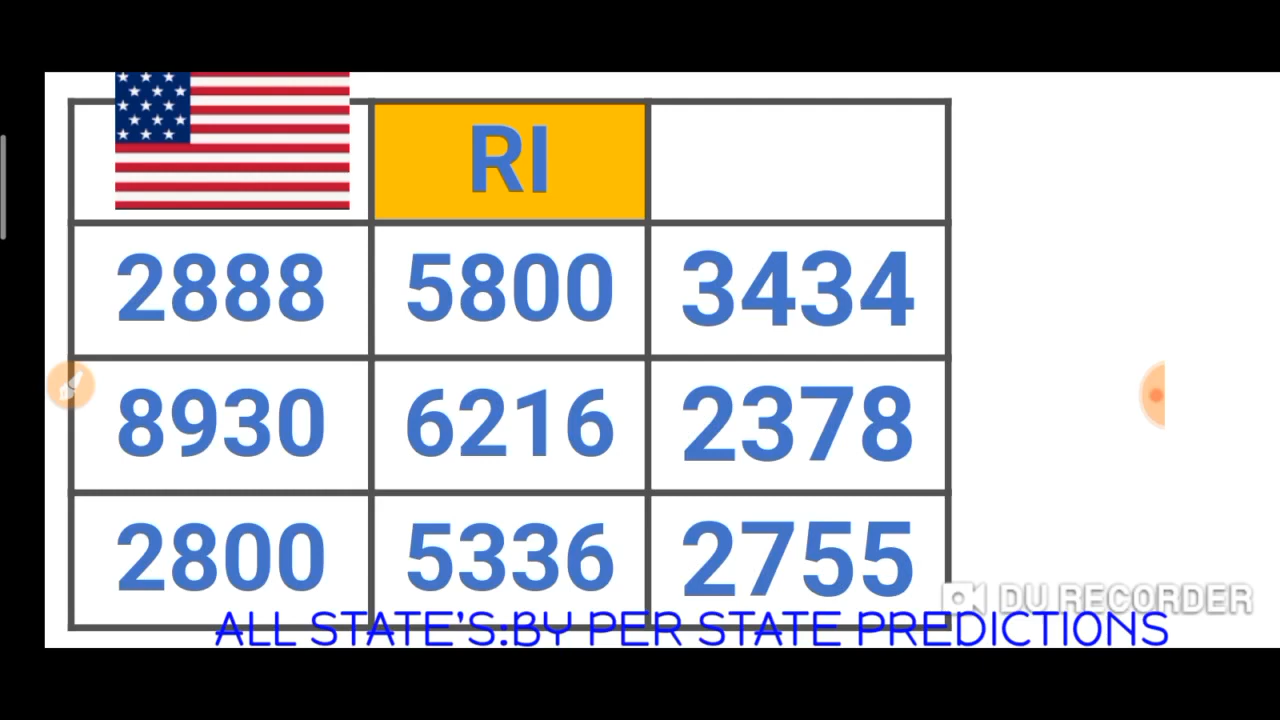 RI
2888 5800 3434
8930 6216 2378
2800 5336 2755
DU RECORDER
ALL STATE'S:BY PER STATE PREDICTIONS